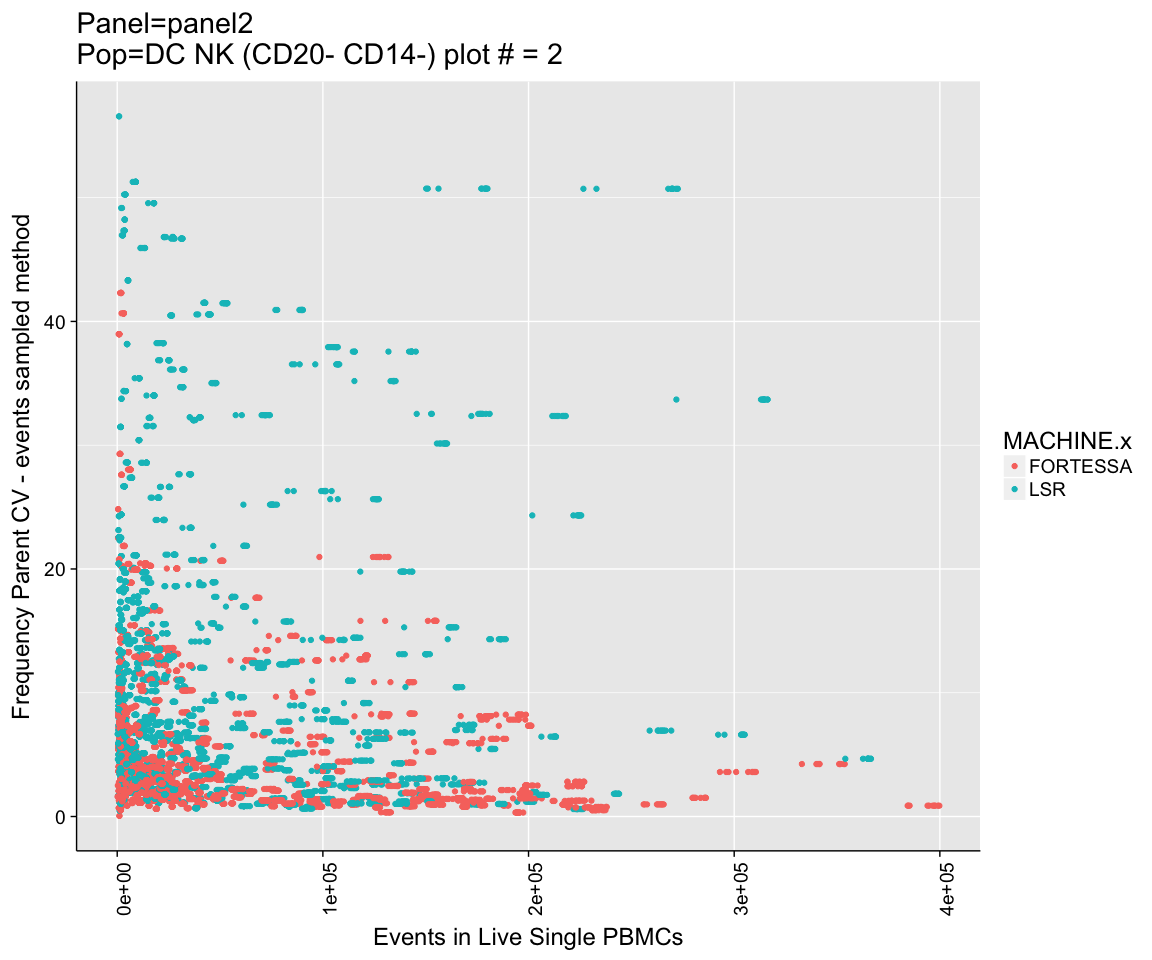 Panel=panel2
Pop=DC NK (CD20- CD14-) plot # = 2
Frequency Parent CV - events sampled method
40
20
0
0e+00
1e+05
2e+05
3e+05
4e+05
Events in Live Single PBMCs
MACHINE.x
FORTESSA
LSR